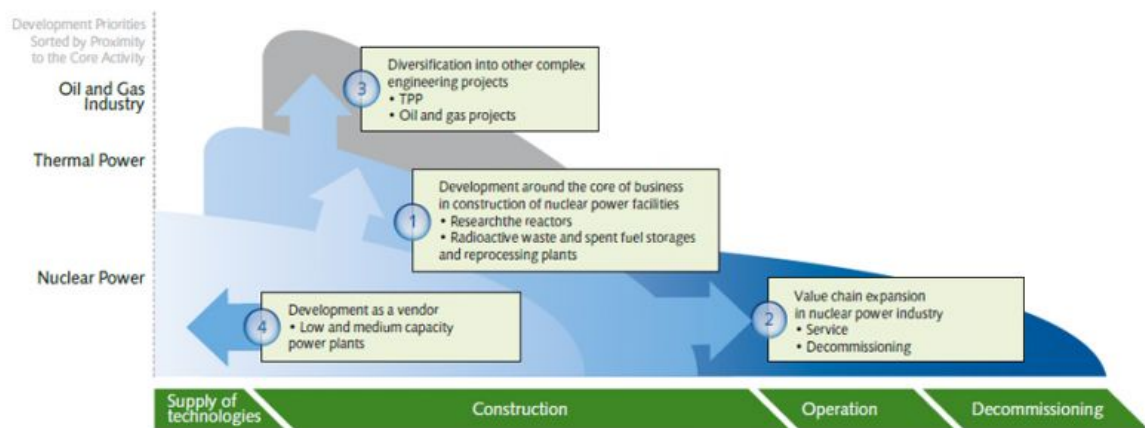 Development Priorities
Sorted by Proximity
to the Core Activity
Oil and Gas
Industry
Thermal Power
Nuclear Power
3
Diversification into other complex
engineering projects
• TPP
• Oil and gas projects
1
Development around the core of business
in construction of nuclear power facilities
• Researchthe reactors
• Radioactive waste and spent fuel storages
and reprocessing plants
4
Development as a vendor
• Low and medium capacity
power plants
2
Value chain expansion
in nuclear power industry
• Service
• Decommissioning
Supply of
technologies
Construction
Operation
Decommissioning